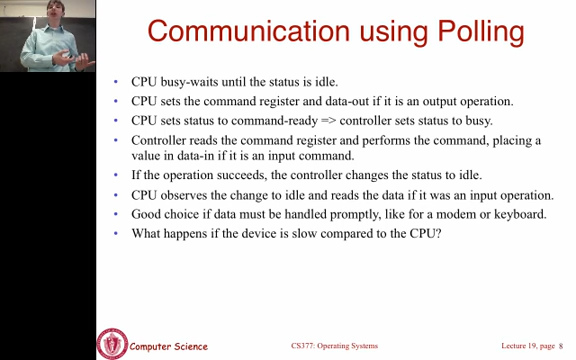 Communication using Polling
• CPU busy-waits until the status is idle.
• CPU sets the command register and data-out if it is an output operation.
• CPU sets status to command-ready => controller sets status to busy.
• Controller reads the command register and performs the command, placing a
value in data-in if it is an input command.
• If the operation succeeds, the controller changes the status to idle.
• CPU observes the change to idle and reads the data if it was an input operation.
• Good choice if data must be handled promptly, like for a modem or keyboard.
• What happens if the device is slow compared to the CPU?
Computer Science
CS377: Operating Systems
Lecture 19, page 8